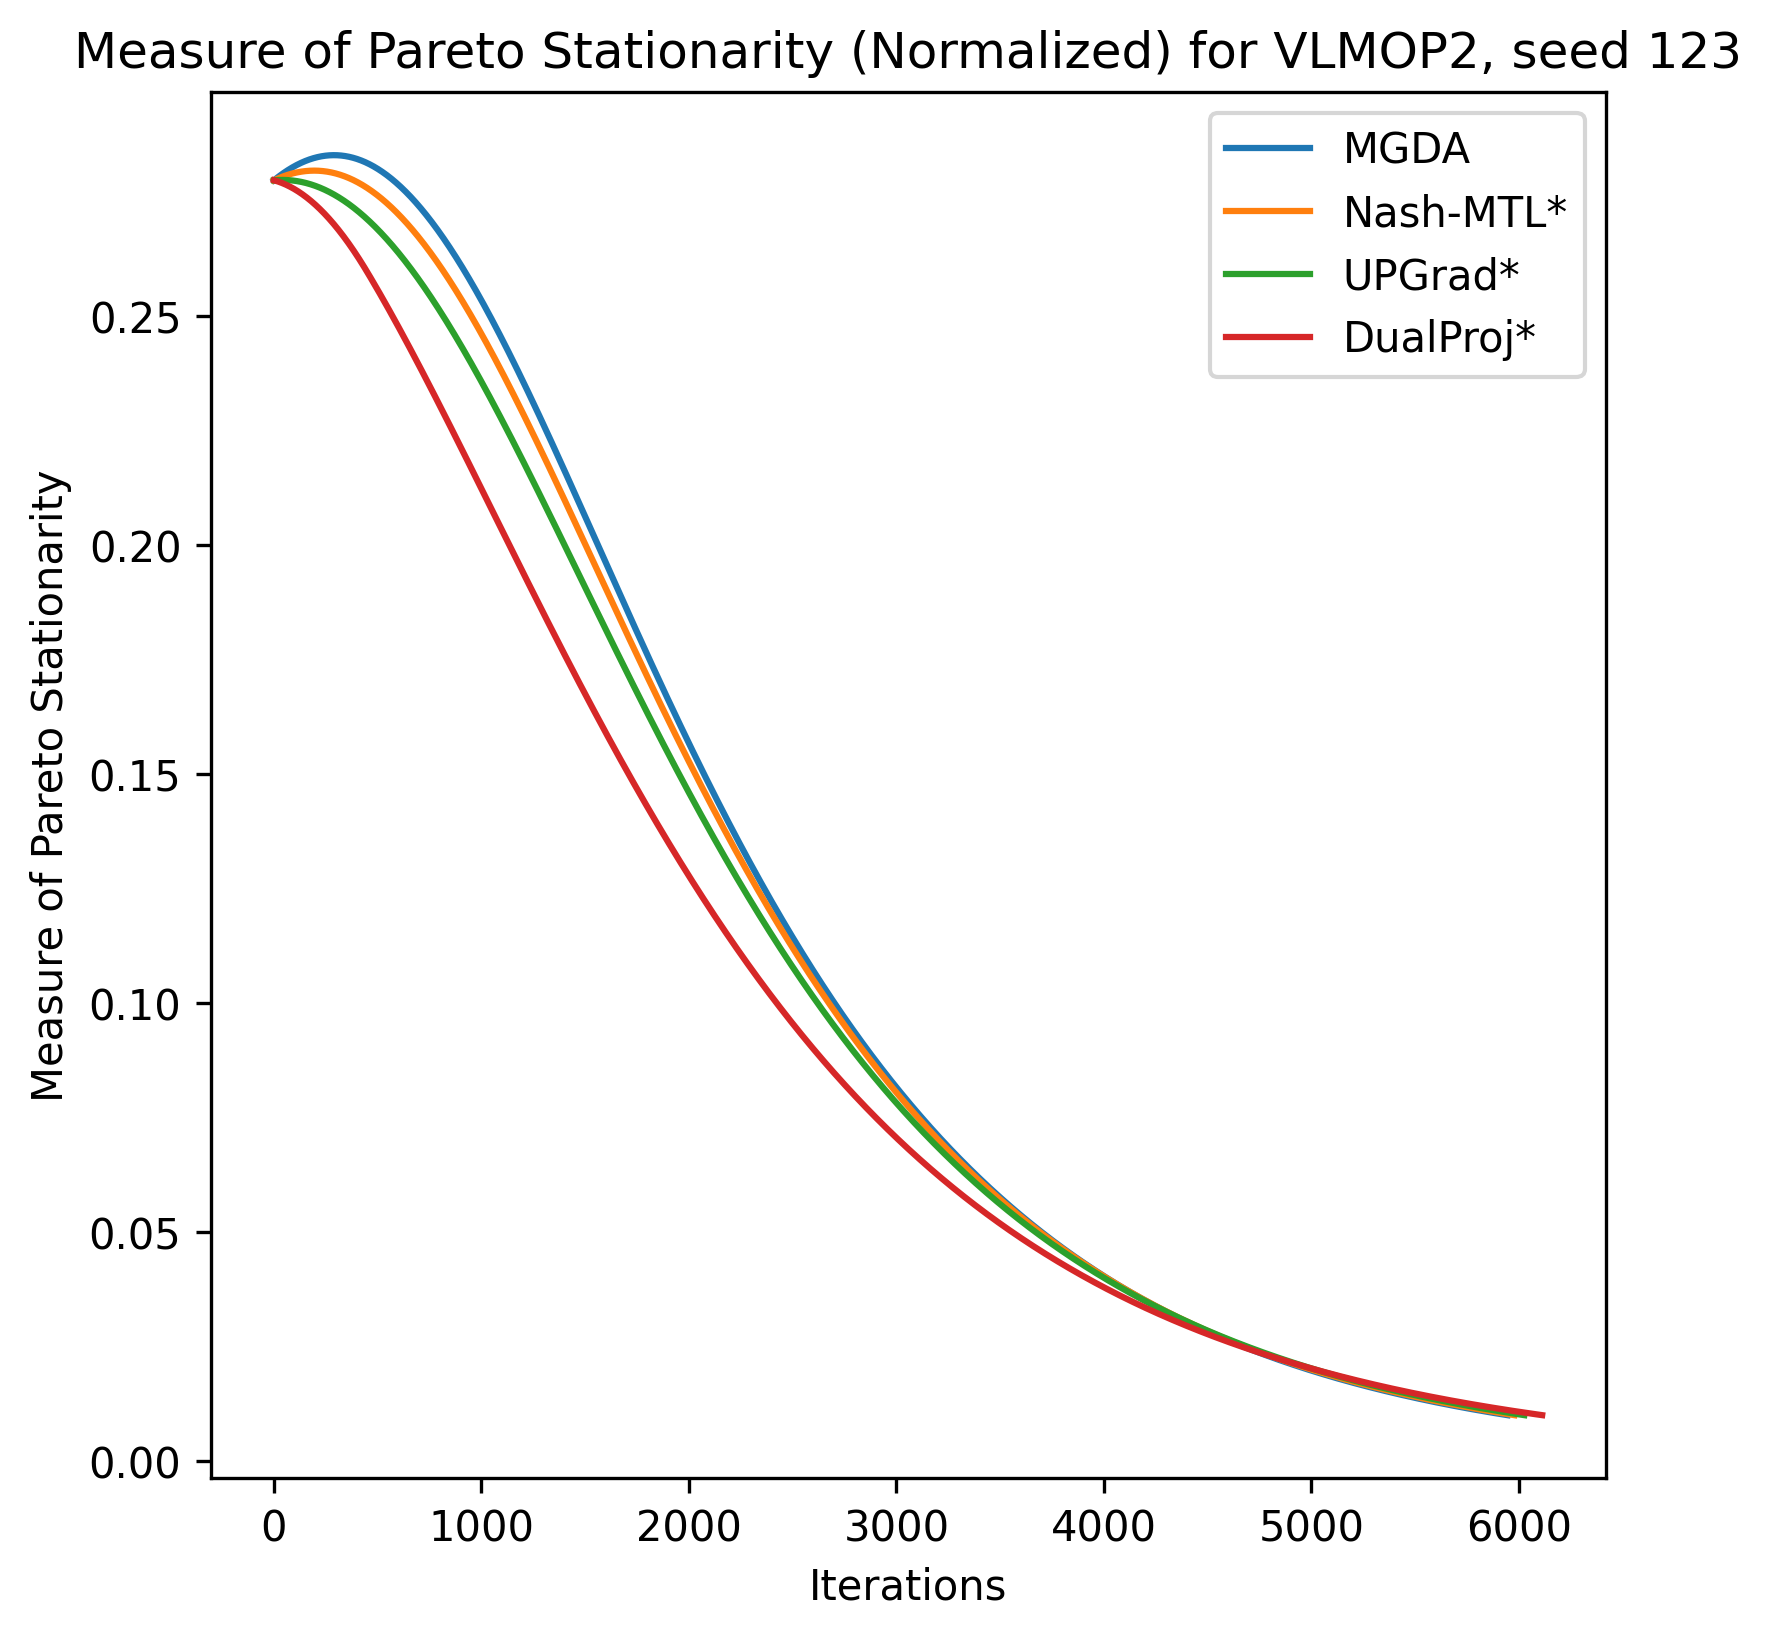 Measure of Pareto Stationarity (Normalized) for VLMOP2, seed 123
MGDA
Nash-MTL*
UPGrad*
DualProj*
Measure of Pareto Stationarity
0.25
0.20
0.15
0.10
0.05
0.00
0 1000 2000 3000 4000 5000 6000
Iterations